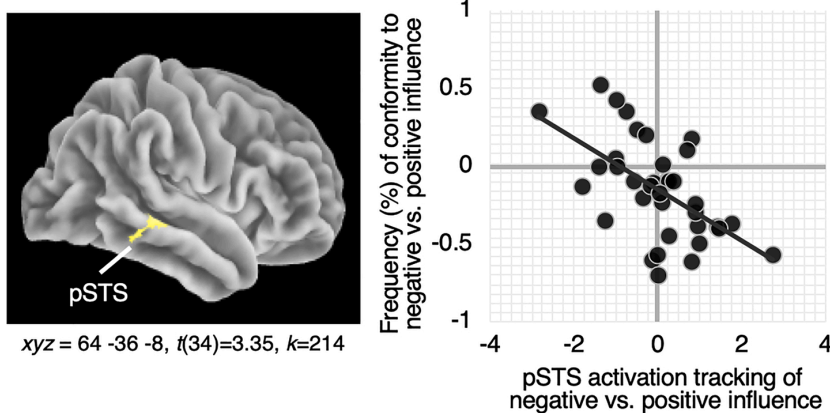 pSTS
xyz = 64 -36 -8, t(34)=3.35, k=214
Frequency (%) of conformity to
negative vs. positive influence
1
0.5
0
-0.5
-1
-4
-2
0
2
4
pSTS activation tracking of
negative vs. positive influence